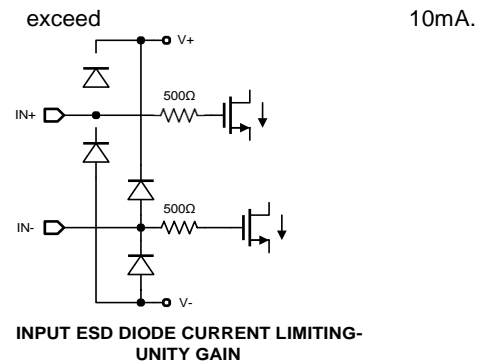 exceed 10mA.
V+
500Ω
IN+
500Ω
IN-
V-
INPUT ESD DIODE CURRENT LIMITING-
UNITY GAIN